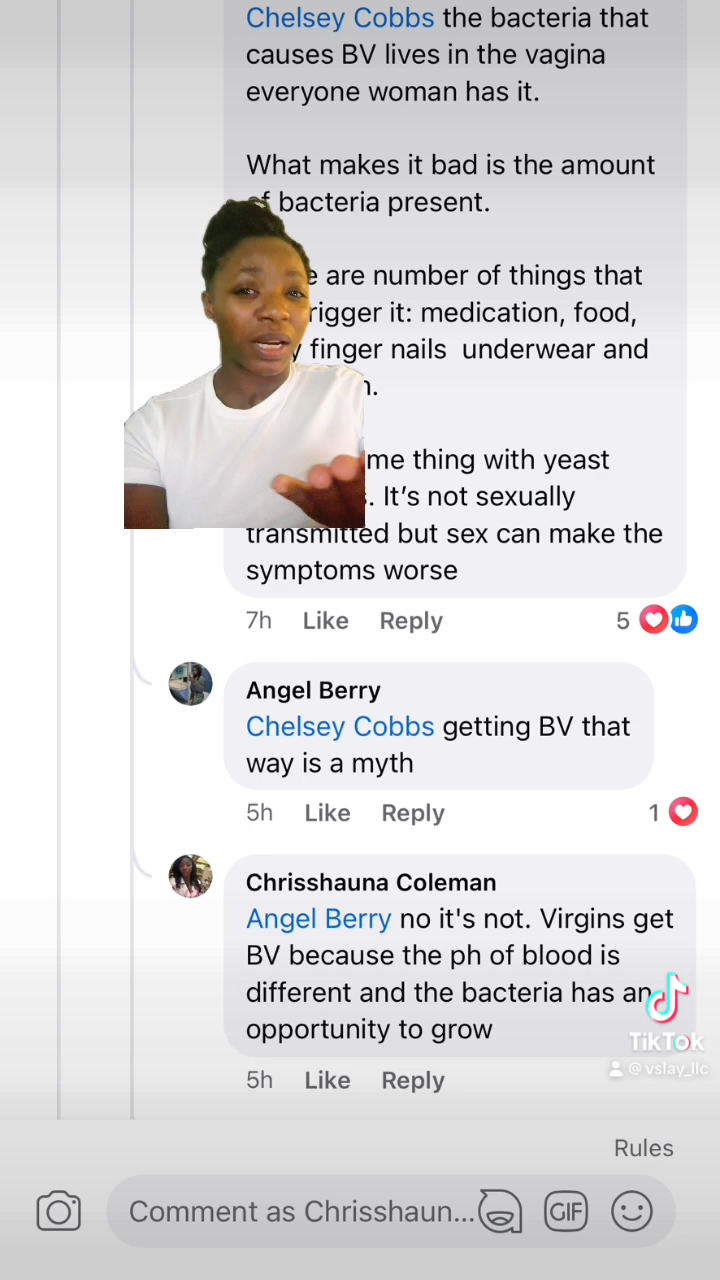 Chelsey Cobbs the bacteria that
causes BV lives in the vagina
everyone woman has it.
What makes it bad is the amount
of bacteria present.
are number of things that
trigger it: medication, food,
finger nails underwear and
thing with yeast
It's not sexually
transmitted but sex can make the
symptoms worse
7h Like Reply 5
Angel Berry
Chelsey Cobbs getting BV that
way is a myth
5h Like Reply 1
Chrisshauna Coleman
Angel Berry no it's not. Virgins get
BV because the ph of blood is
different and the bacteria has an
opportunity to grow
TikTok
@vslay_llc
5h Like Reply
Rules
Comment as Chrisshaun...
GIF